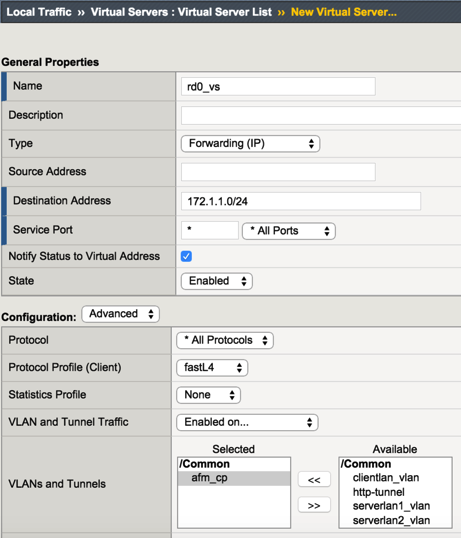 Local Traffic » Virtual Servers : Virtual Server List » New Virtual Server...
General Properties
Name rd0_vs
Description
Type Forwarding (IP)
Source Address
Destination Address 172.1.1.0/24
Service Port * * All Ports
Notify Status to Virtual Address
State Enabled
Configuration: Advanced
Protocol * All Protocols
Protocol Profile (Client) fastL4
Statistics Profile None
VLAN and Tunnel Traffic Enabled on...
Selected Available
/Common /Common
afm_cp << clientlan_vlan
VLANs and Tunnels http-tunnel
>> serverlan1_vlan
serverlan2_vlan